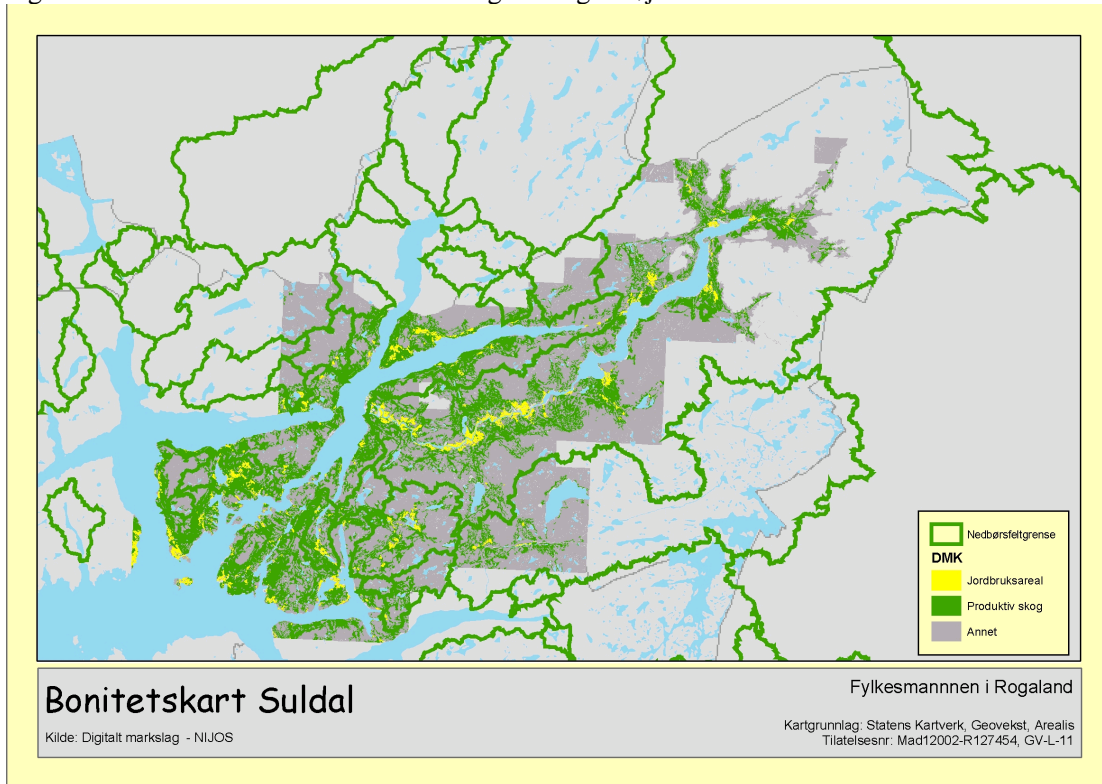 Nedbørsfeltgrense
DMK
Jordbruksareal
Produktiv skog
Annet
Bonitetskart Suldal
Kilde: Digitalt markslag - NIJOS
Fylkesmannnen i Rogaland
Kartgrunnlag: Statens Kartverk, Geovekst, Arealis
Tilatelsesnr: Mad12002-R127454, GV-L-11